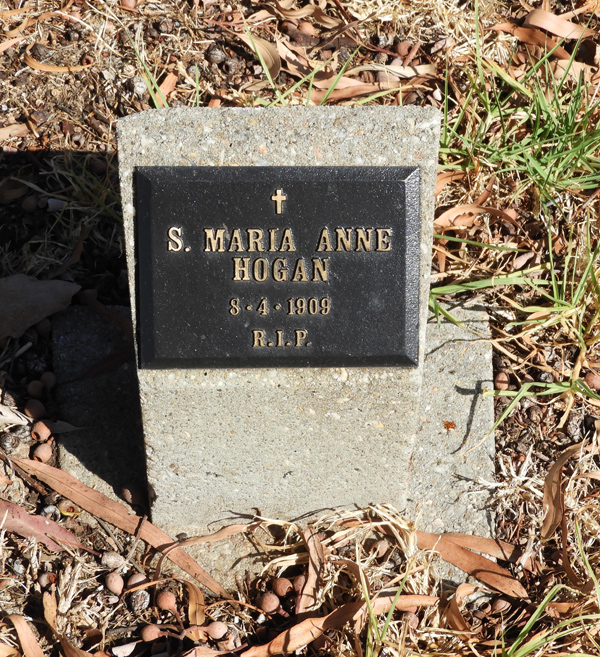 S. MARIA ANNE
HOGAN
8·4·1909
R.I.P.